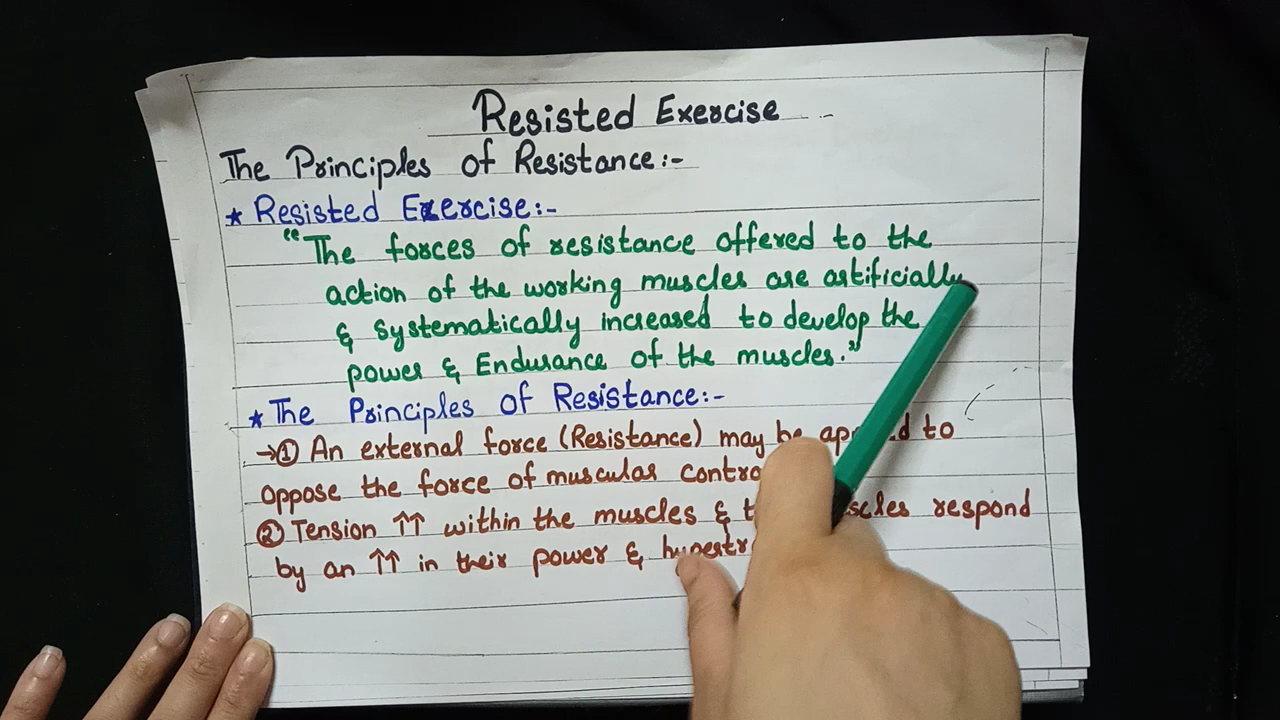 Resisted Exercise
The Principles of Resistance:-
* Resisted Exercise:-
"The forces of resistance offered to the
action of the working muscles are artificially
& Systematically increased to develop the
power & Endurance of the muscles."
* The Principles of Resistance:-
→① An external force (Resistance) may be to
oppose the force of muscular
② Tension ↑↑ within the muscles & respond
by an ↑↑ in their power &